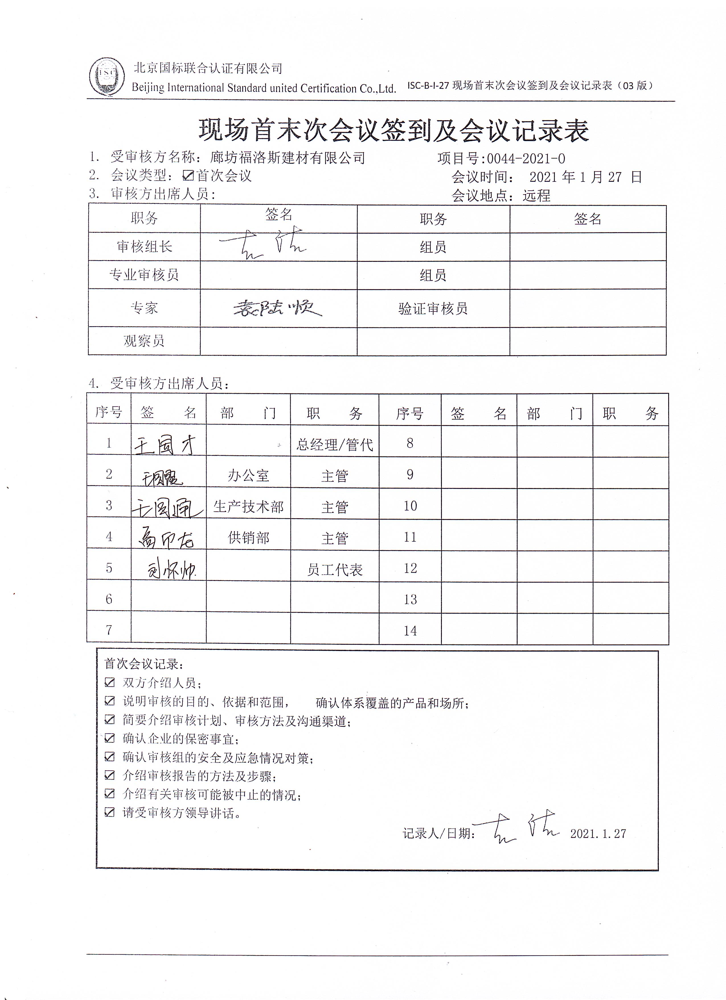 ISC
北京国标联合认证有限公司
Beijing International Standard united Certification Co.,Ltd. ISC-B-I-27 现场首末次会议签到及会议记录表（03 版）
现场首末次会议签到及会议记录表
1. 受审核方名称：廊坊福洛斯建材有限公司 项目号:0044-2021-O
2. 会议类型：☑首次会议 会议时间： 2021 年 1 月 27 日
3. 审核方出席人员： 会议地点：远程
职务 签名 职务 签名
审核组长 组员
专业审核员 组员
专家 袁陆顺 验证审核员
观察员
4. 受审核方出席人员：
序号 签 名 部 门 职 务 序号 签 名 部 门 职 务
1 王国才 总经理/管代 8
2 王国霞 办公室 主管 9
3 王国通 生产技术部 主管 10
4 高印龙 供销部 主管 11
5 刘怀帅 员工代表 12
6 13
7 14
首次会议记录：
☑ 双方介绍人员；
☑ 说明审核的目的、依据和范围， 确认体系覆盖的产品和场所；
☑ 简要介绍审核计划、审核方法及沟通渠道；
☑ 确认企业的保密事宜；
☑ 确认审核组的安全及应急情况对策；
☑ 介绍审核报告的方法及步骤；
☑ 介绍有关审核可能被中止的情况；
☑ 请受审核方领导讲话。
记录人/日期： 2021.1.27